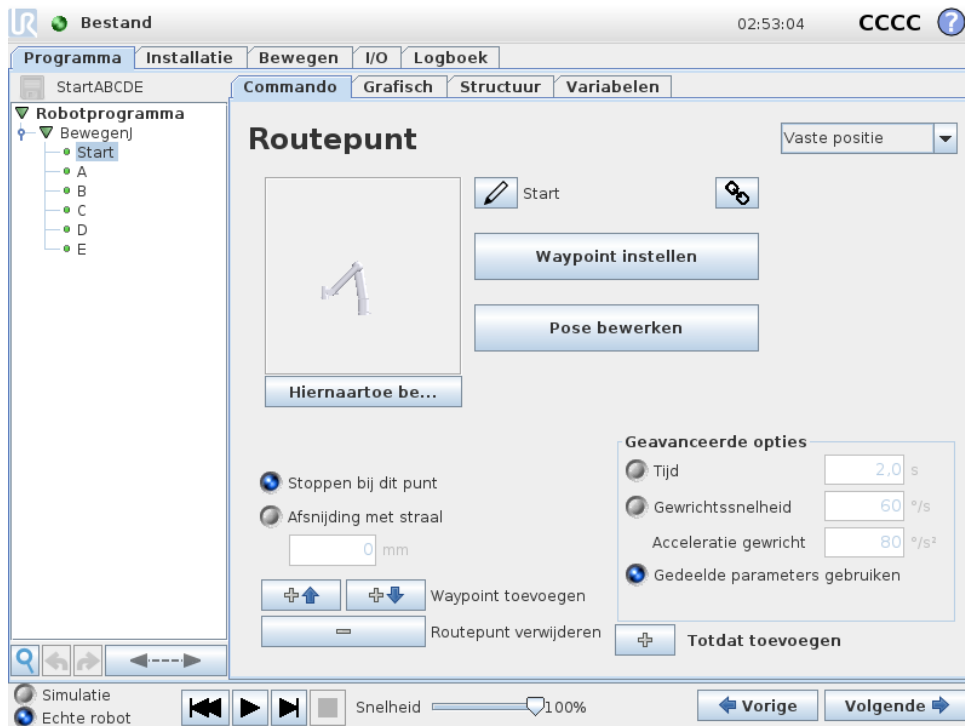 UR Bestand 02:53:04 CCCC ?
Programma Installatie Bewegen I/O Logboek
StartABCDE Commando Grafisch Structuur Variabelen
Robotprogramma
BewegenJ
Start
A
B
C
D
E
Routepunt Vaste positie
Start
Waypoint instellen
Pose bewerken
Hiernaartoe be...
Stoppen bij dit punt
Afsnijding met straal
0 mm
Waypoint toevoegen
Routepunt verwijderen
Geavanceerde opties
Tijd 2,0 s
Gewrichtssnelheid 60 °/s
Acceleratie gewricht 80 °/s²
Gedeelde parameters gebruiken
Totdat toevoegen
Simulatie
Echte robot
Snelheid 100%
Vorige Volgende